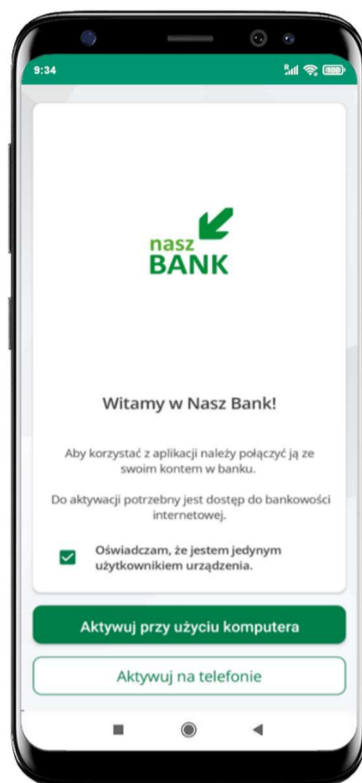 9:34
nasz
BANK
Witamy w Nasz Bank!
Aby korzystać z aplikacji należy połączyć ją ze
swoim kontem w banku.
Do aktywacji potrzebny jest dostęp do bankowości
internetowej.
Oświadczam, że jestem jedynym
użytkownikiem urządzenia.
Aktywuj przy użyciu komputera
Aktywuj na telefonie